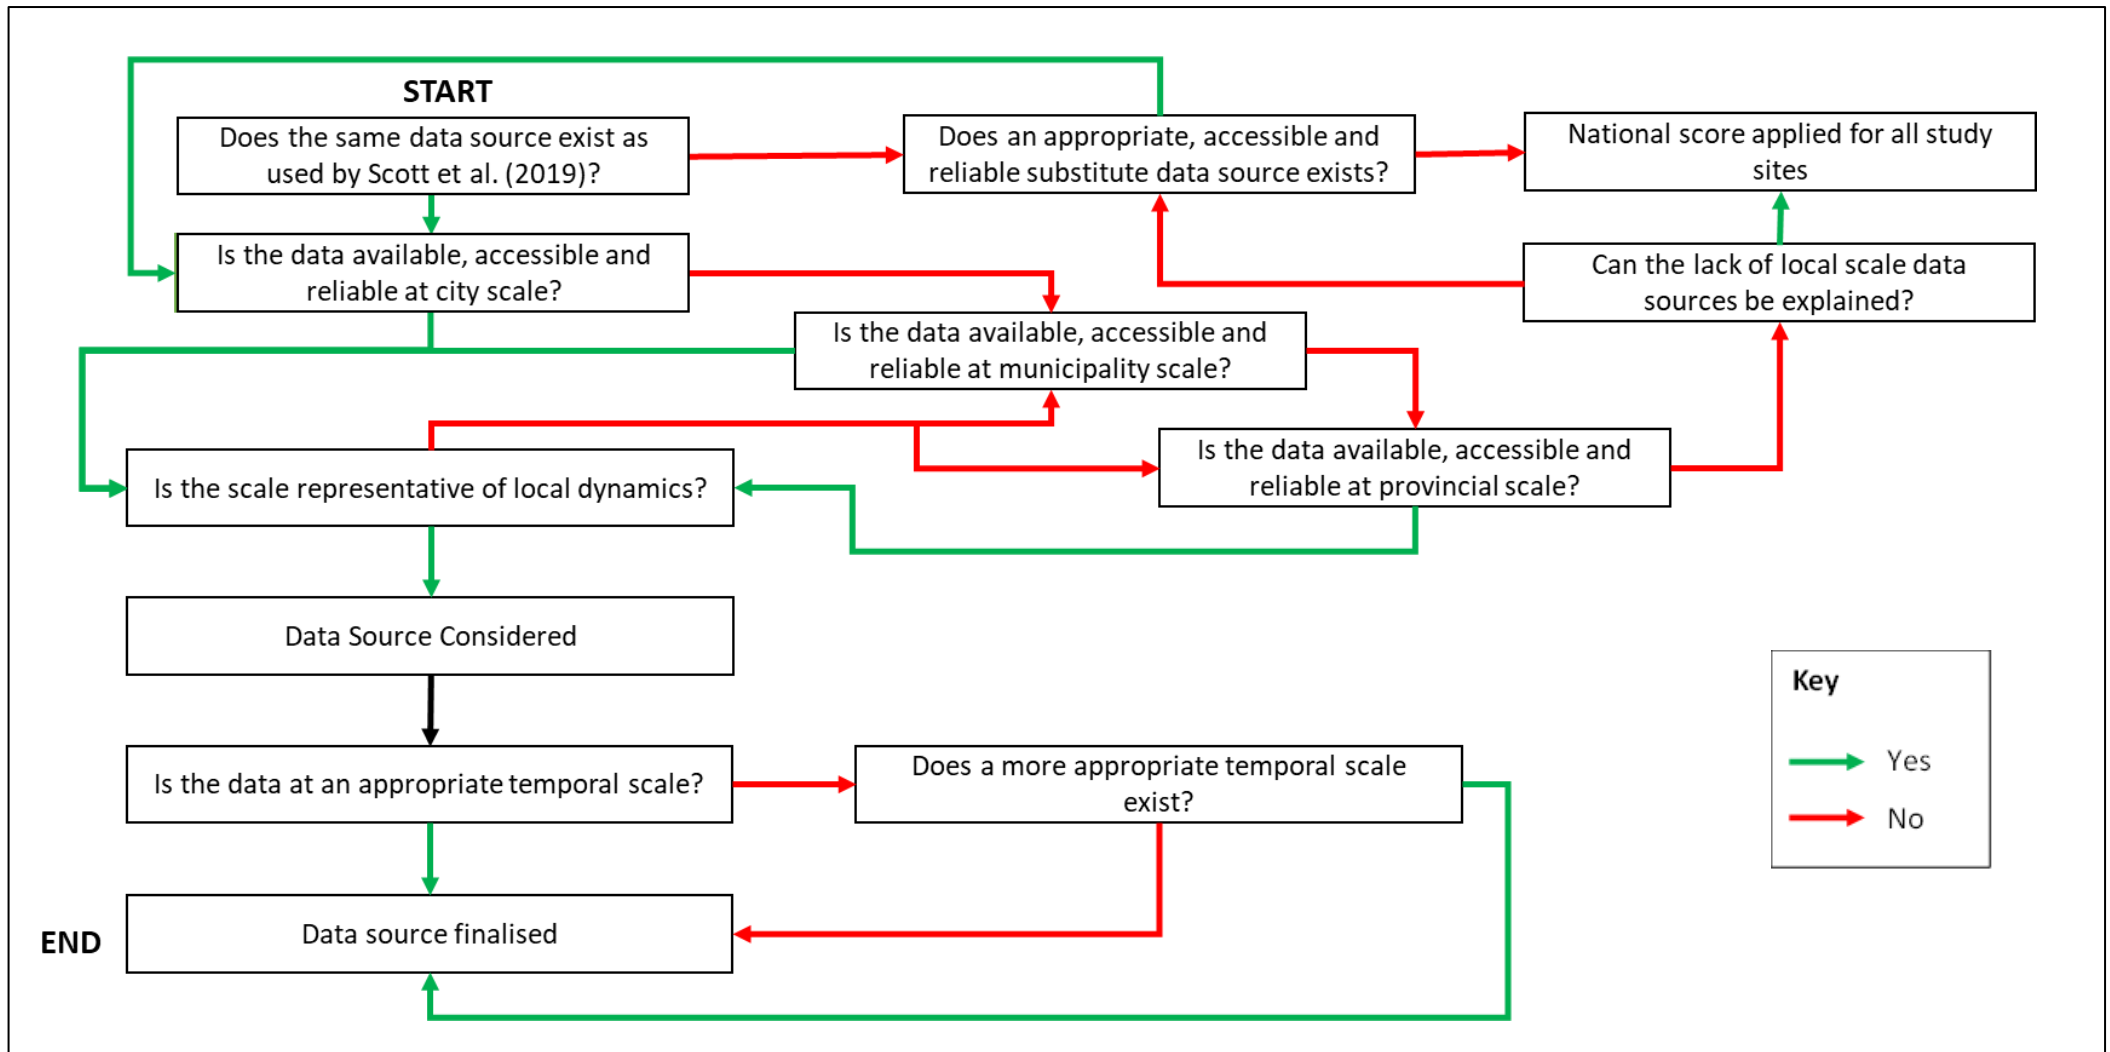 START
Does the same data source exist as
used by Scott et al. (2019)?
Does an appropriate, accessible and
reliable substitute data source exists?
National score applied for all study
sites
Is the data available, accessible and
reliable at city scale?
Can the lack of local scale data
sources be explained?
Is the data available, accessible and
reliable at municipality scale?
Is the data available, accessible and
reliable at provincial scale?
Is the scale representative of local dynamics?
Data Source Considered
Is the data at an appropriate temporal scale?
Does a more appropriate temporal scale
exist?
Data source finalised
END
Key
Yes
No